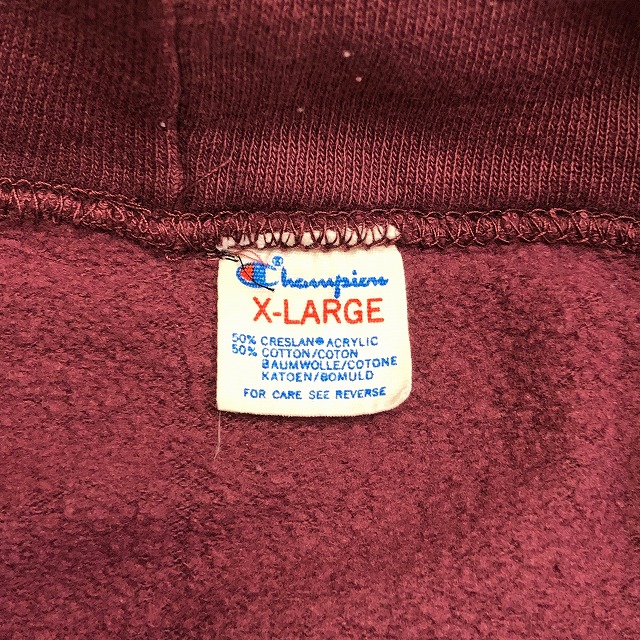 Champion®
X-LARGE
50% CRESLAN® ACRYLIC
50% COTTON/COTON
BAUMWOLLE/COTONE
KATOEN/BOMULD
FOR CARE SEE REVERSE